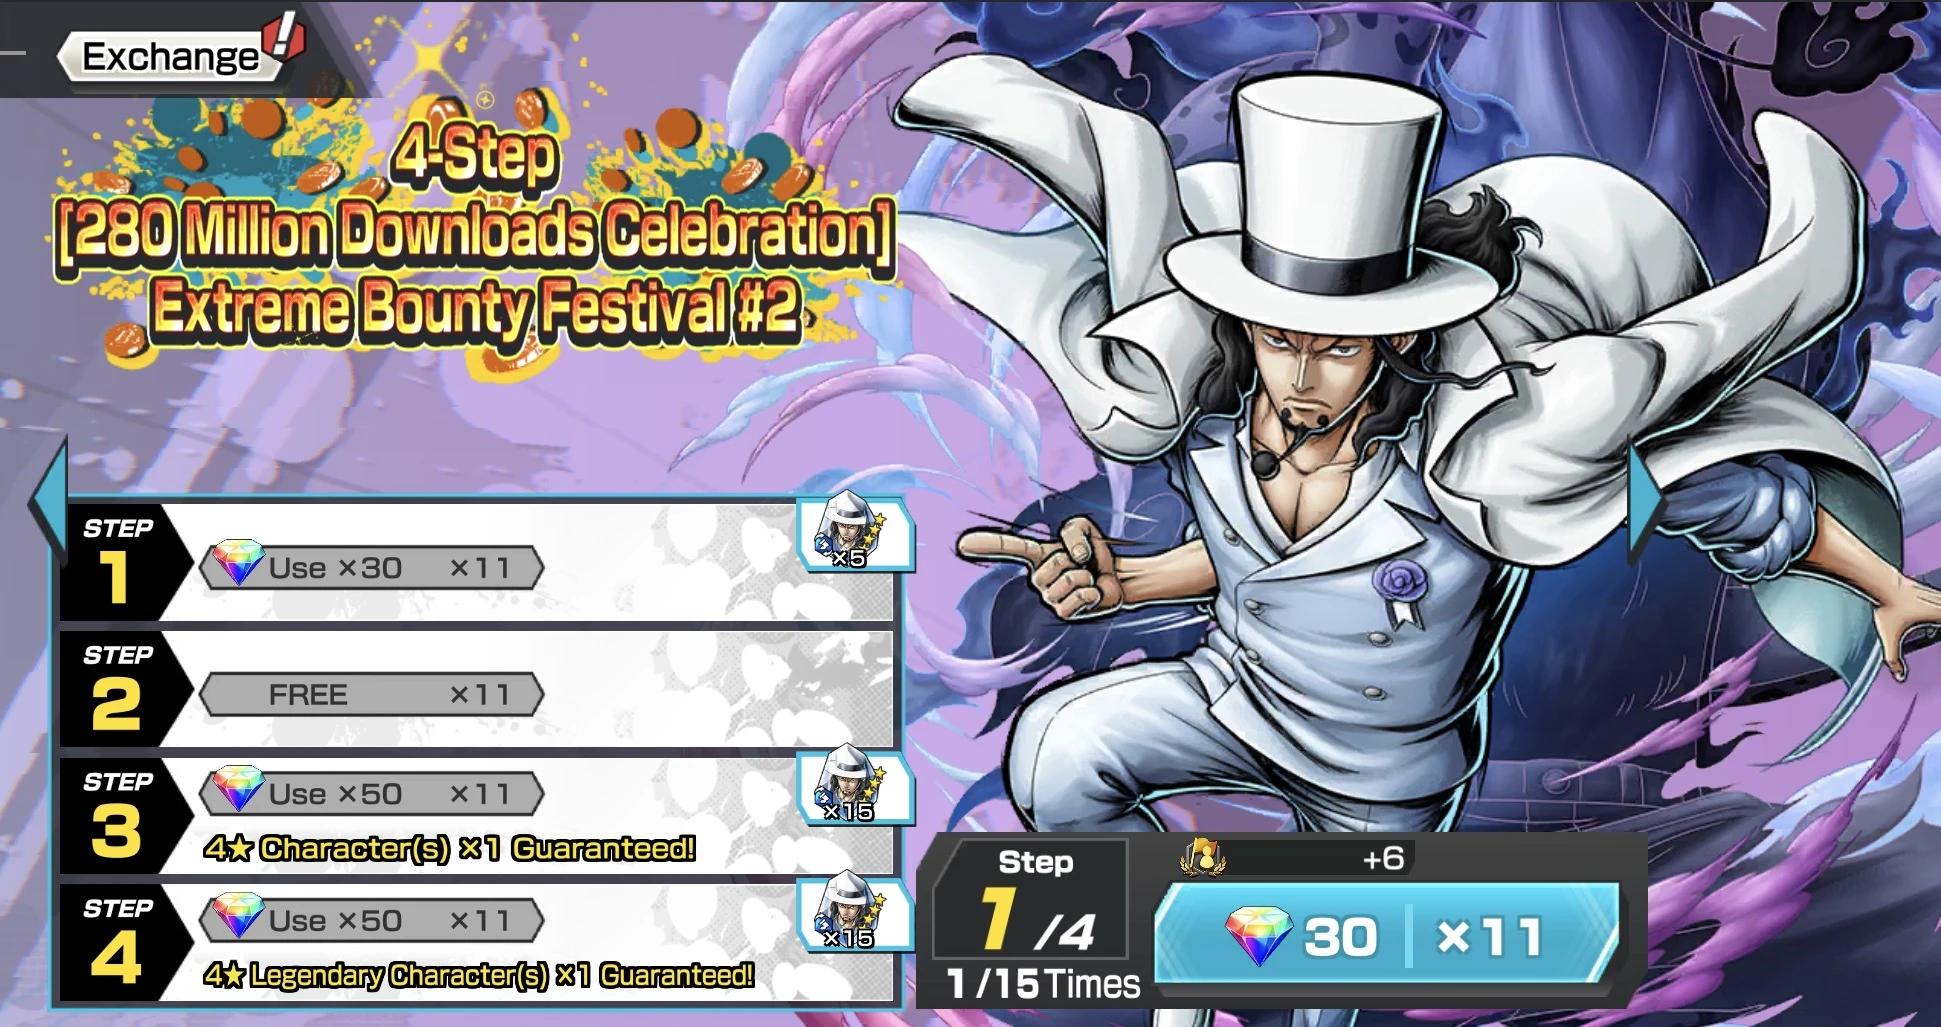 Exchange
4-Step
[280 Million Downloads Celebration]
Extreme Bounty Festival #2
STEP
1
Use ×30 ×11
×5
STEP
2
FREE ×11
STEP
3
Use ×50 ×11
×15
4★ Character(s) ×1 Guaranteed!
STEP
4
Use ×50 ×11
×15
4★ Legendary Character(s) ×1 Guaranteed!
Step
1/4
1/15Times
+6
30 ×11